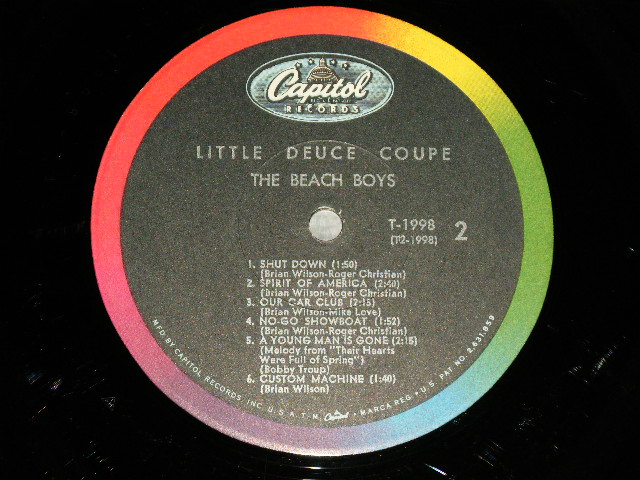 Capitol
RECORDS
LITTLE DEUCE COUPE
THE BEACH BOYS
T-1998
(T2-1998)
2
1. SHUT DOWN (1:50)
(Brian Wilson-Roger Christian)
2. SPIRIT OF AMERICA (2:40)
(Brian Wilson-Roger Christian)
3. OUR CAR CLUB (2:15)
(Brian Wilson-Mike Love)
4. NO-GO SHOWBOAT (1:52)
(Brian Wilson-Roger Christian)
5. A YOUNG MAN IS GONE (2:15)
(Melody from "Their Hearts
Were Full of Spring")
(Bobby Troup)
6. CUSTOM MACHINE (1:40)
(Brian Wilson)
MFD. BY CAPITOL RECORDS, INC. U.S.A. T.M. Capitol MARCA REG. • U.S. PAT. NO. 2,631,859